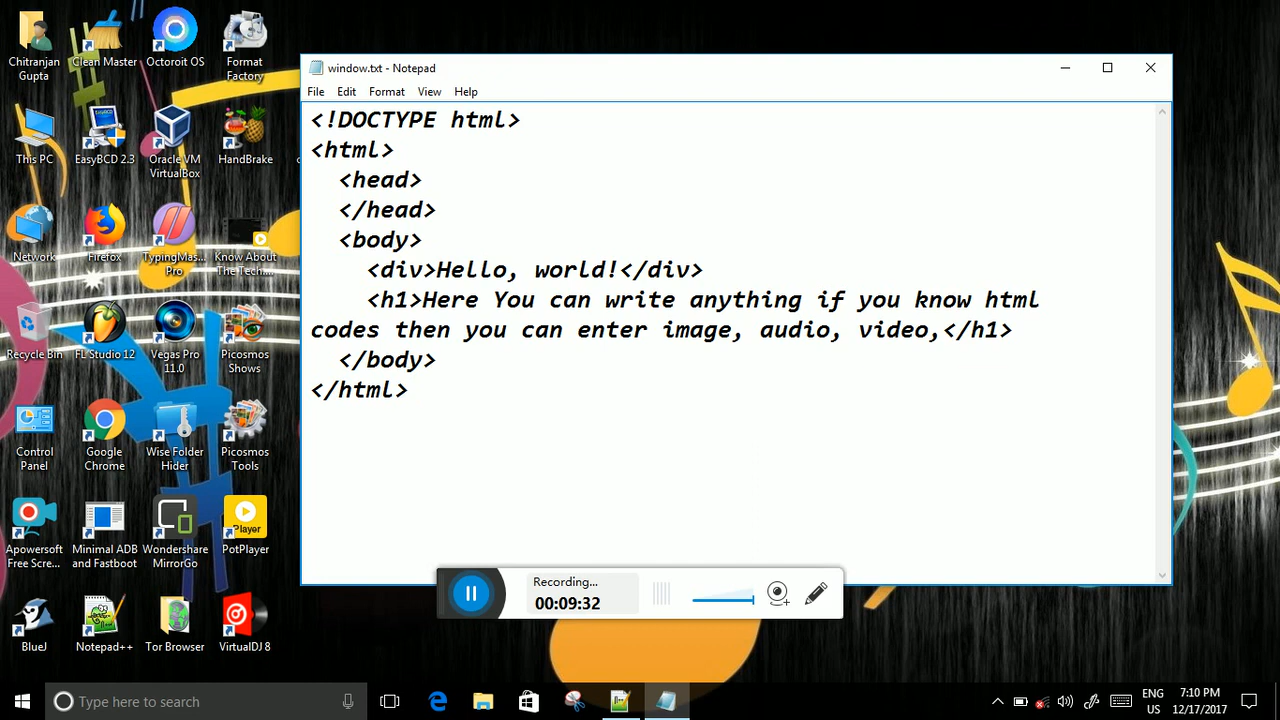 Chitranjan Gupta
Clean Master
Octoroit OS
Format Factory
This PC
EasyBCD 2.3
Oracle VM VirtualBox
HandBrake
Network
Firefox
TypingMas... Pro
Know About The Tech....
Recycle Bin
FL Studio 12
Vegas Pro 11.0
Picosmos Shows
Control Panel
Google Chrome
Wise Folder Hider
Picosmos Tools
Apowersoft Free Scre...
Minimal ADB and Fastboot
Wondershare MirrorGo
Player
PotPlayer
BlueJ
Notepad++
Tor Browser
VirtualDJ 8
window.txt - Notepad
File Edit Format View Help
<!DOCTYPE html>
<html>
  <head>
  </head>
  <body>
    <div>Hello, world!</div>
    <h1>Here You can write anything if you know html
codes then you can enter image, audio, video,</h1>
  </body>
</html>
Recording...
00:09:32
Type here to search
ENG
US
7:10 PM
12/17/2017